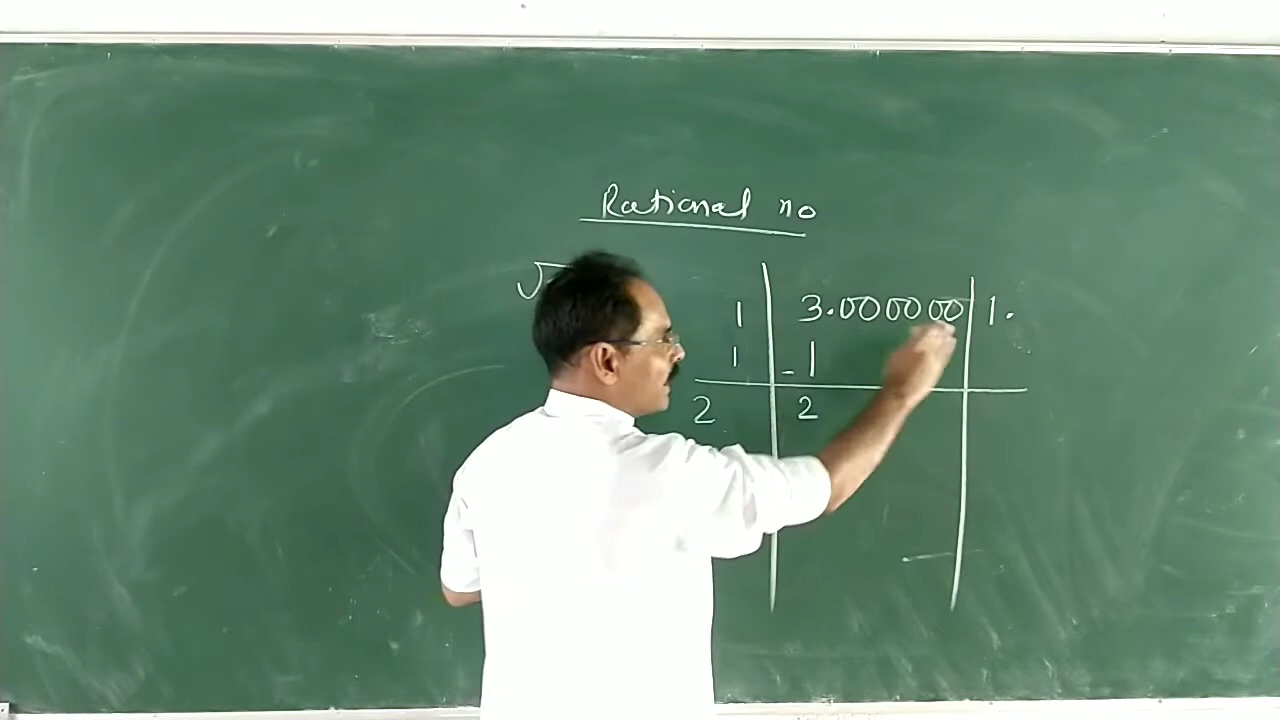 Rational no
√
1 3.000000 1.
1 - 1
2 2